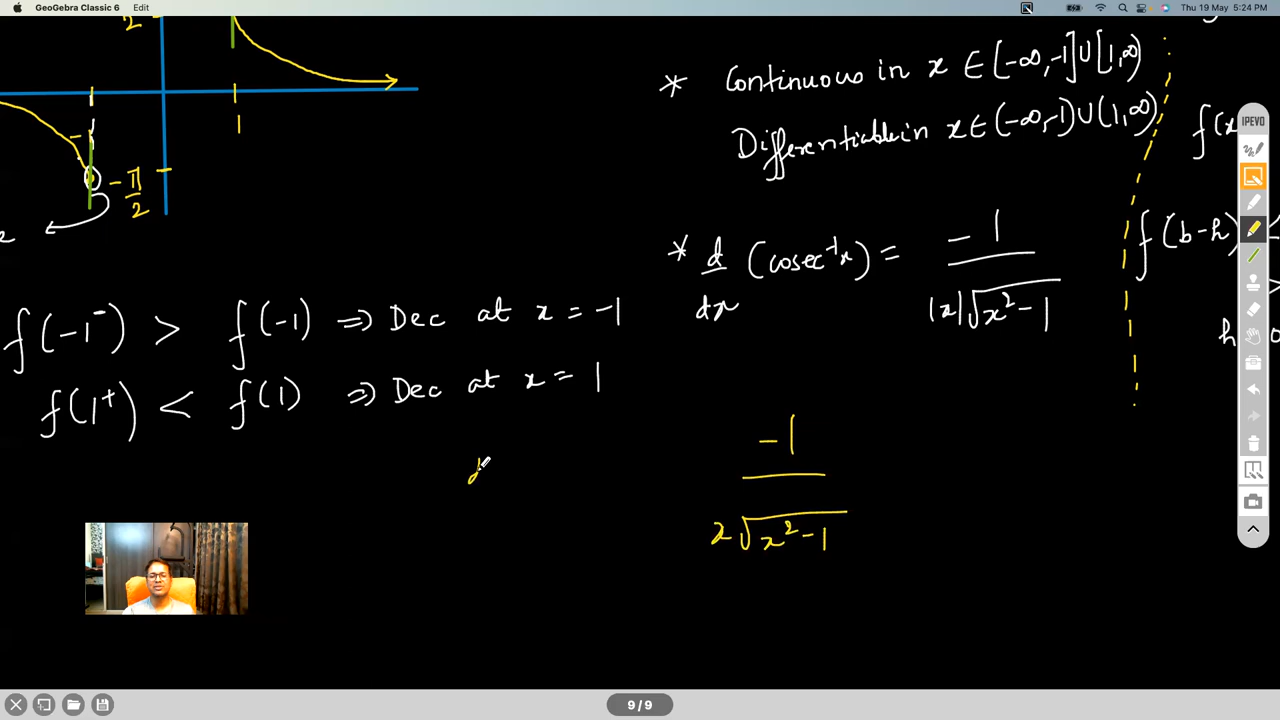 GeoGebra Classic 6 Edit Thu 19 May 5:24 PM
2
1
-1
- π/2
* Continuous in x ∈ (-∞,-1]∪[1,∞)
Differentiable in x∈(-∞,-1)∪(1,∞)
* d/dx (cosec⁻¹x) = -1/(|x|√(x²-1))
f(-1⁻) > f(-1) ⇒ Dec at x = -1
f(1⁺) < f(1) ⇒ Dec at x = 1
-1/(x√(x²-1))
f(x
f(b-h)
h
IPEVO
9 / 9